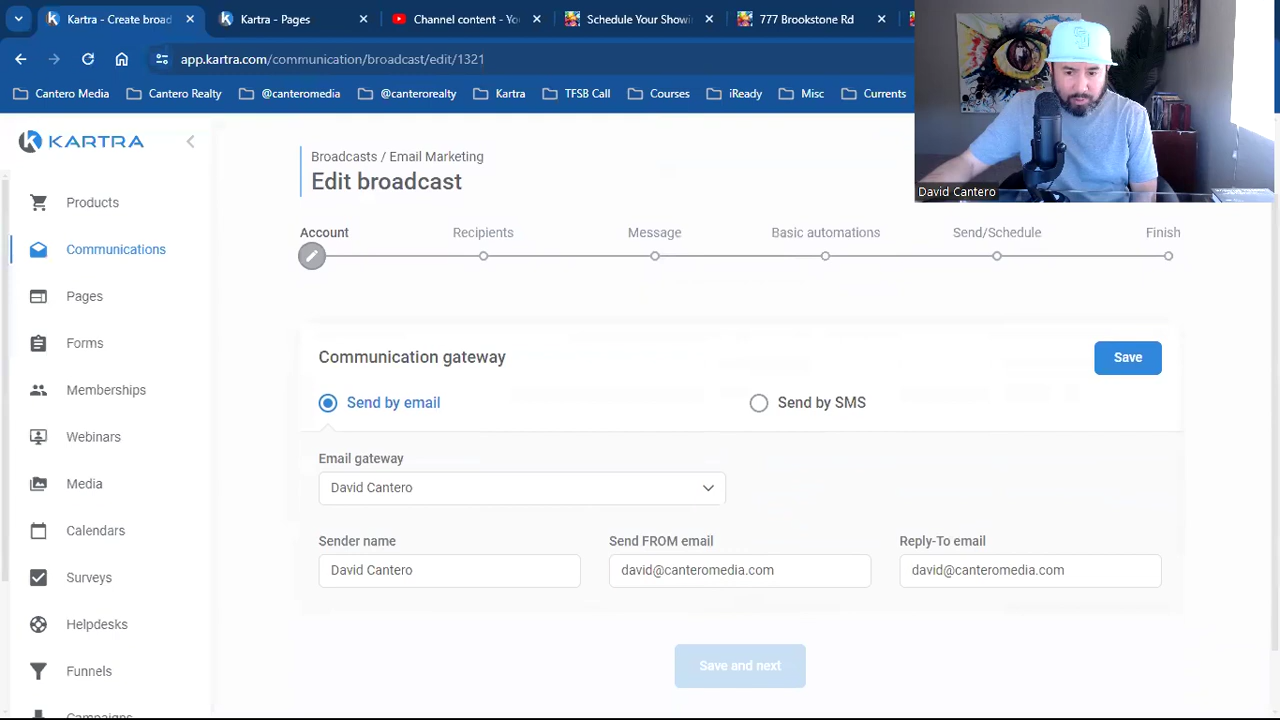 Kartra - Create broad
Kartra - Pages
Channel content - Yo
Schedule Your Showi
777 Brookstone Rd
app.kartra.com/communication/broadcast/edit/1321
Cantero Media
Cantero Realty
@canteromedia
@canterorealty
Kartra
TFSB Call
Courses
iReady
Misc
Currents
David Cantero
KARTRA
Products
Communications
Pages
Forms
Memberships
Webinars
Media
Calendars
Surveys
Helpdesks
Funnels
Campaigns
Broadcasts / Email Marketing
Edit broadcast
Account
Recipients
Message
Basic automations
Send/Schedule
Finish
Communication gateway
Save
Send by email
Send by SMS
Email gateway
David Cantero
Sender name
Send FROM email
Reply-To email
David Cantero
david@canteromedia.com
david@canteromedia.com
Save and next